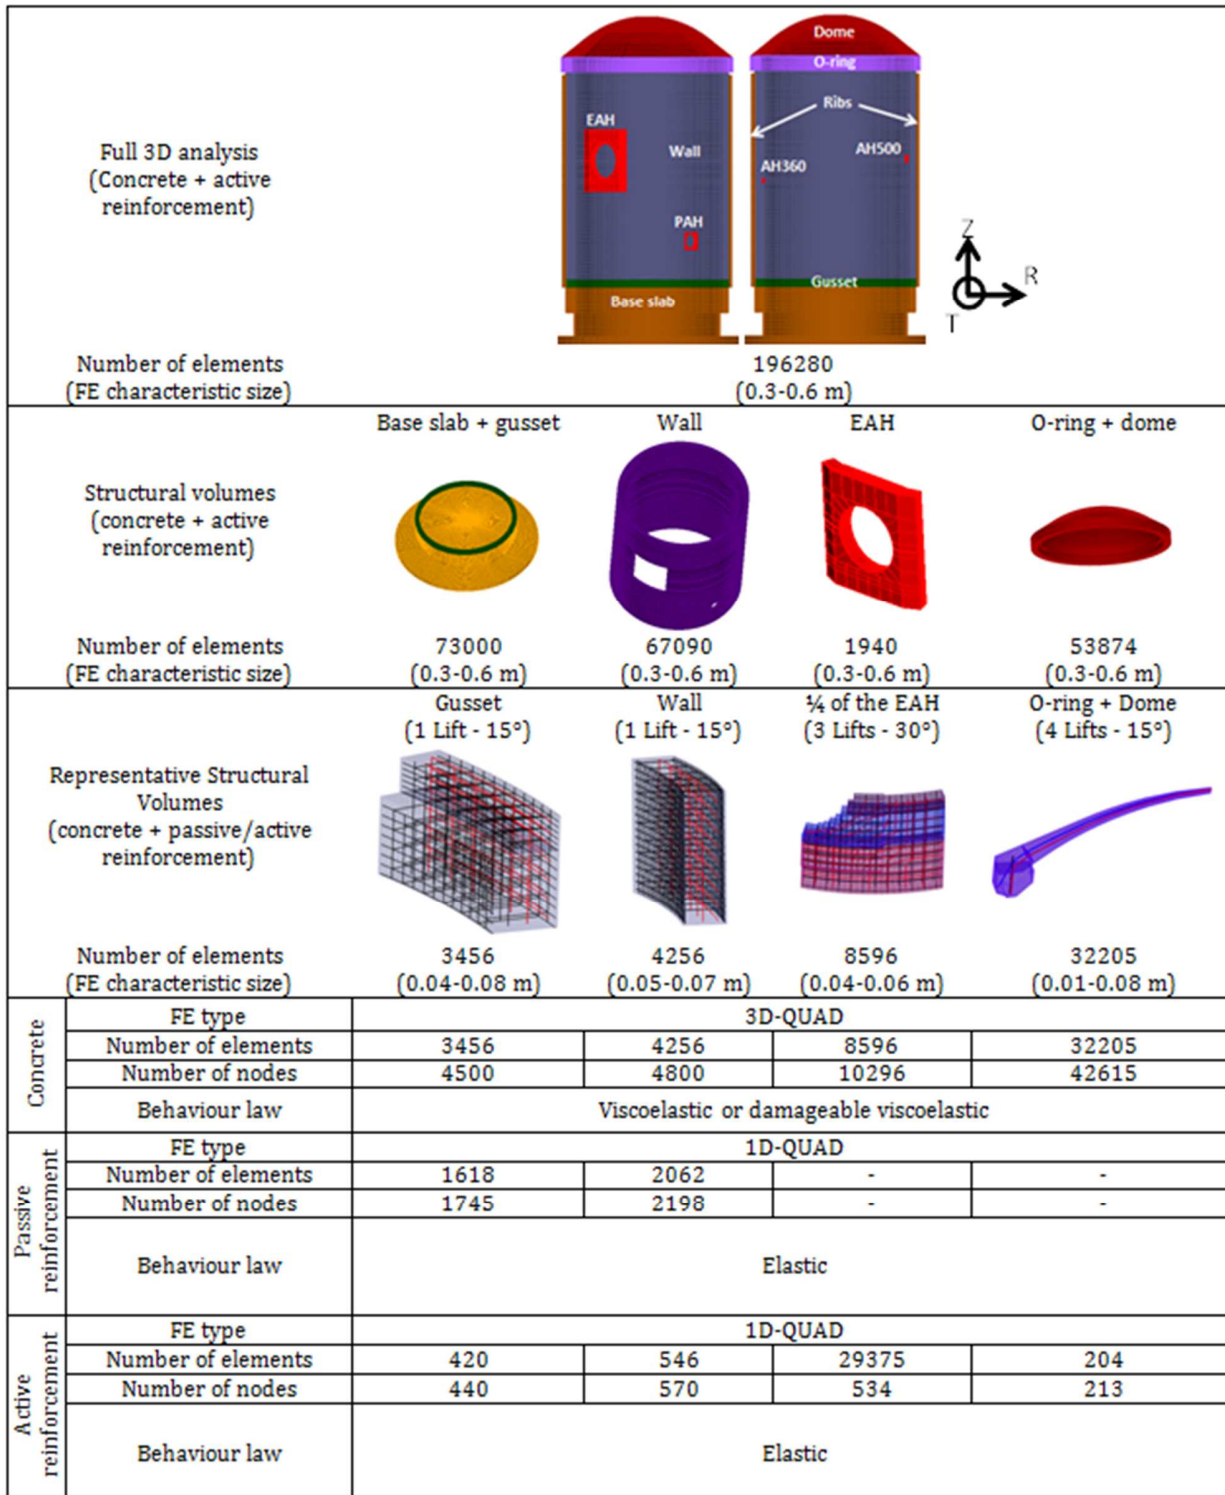 Full 3D analysis
(Concrete + active
reinforcement)
Dome
O-ring
Ribs
EAH
Wall
AH500
AH360
PAH
Gusset
Base slab
Z
R
T
Number of elements
(FE characteristic size)
196280
(0.3-0.6 m)
Structural volumes
(concrete + active
reinforcement)
Base slab + gusset Wall EAH O-ring + dome
Number of elements 73000 67090 1940 53874
(FE characteristic size) (0.3-0.6 m) (0.3-0.6 m) (0.3-0.6 m) (0.3-0.6 m)
Gusset Wall ¼ of the EAH O-ring + Dome
(1 Lift - 15°) (1 Lift - 15°) (3 Lifts - 30°) (4 Lifts - 15°)
Representative Structural
Volumes
(concrete + passive/active
reinforcement)
Number of elements 3456 4256 8596 32205
(FE characteristic size) (0.04-0.08 m) (0.05-0.07 m) (0.04-0.06 m) (0.01-0.08 m)
Concrete
FE type 3D-QUAD
Number of elements 3456 4256 8596 32205
Number of nodes 4500 4800 10296 42615
Behaviour law Viscoelastic or damageable viscoelastic
Passive
reinforcement
FE type 1D-QUAD
Number of elements 1618 2062 - -
Number of nodes 1745 2198 - -
Behaviour law Elastic
Active
reinforcement
FE type 1D-QUAD
Number of elements 420 546 29375 204
Number of nodes 440 570 534 213
Behaviour law Elastic